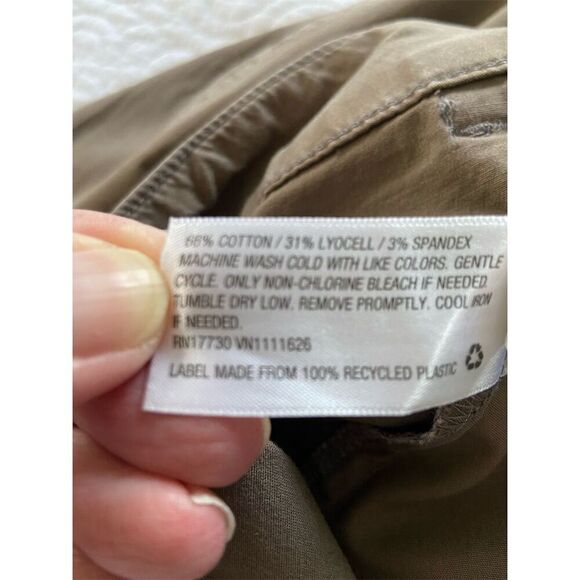 66% COTTON / 31% LYOCELL / 3% SPANDEX
MACHINE WASH COLD WITH LIKE COLORS. GENTLE
CYCLE. ONLY NON-CHLORINE BLEACH IF NEEDED.
TUMBLE DRY LOW. REMOVE PROMPTLY. COOL IRON
IF NEEDED.
RN17730 VN1111626
LABEL MADE FROM 100% RECYCLED PLASTIC